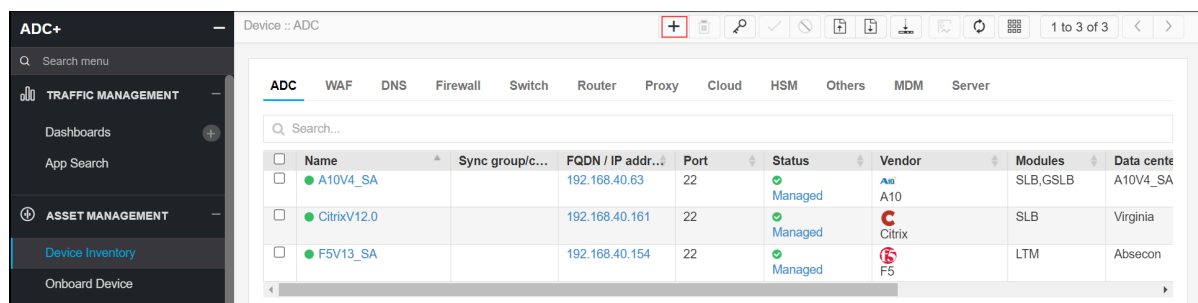 ADC+
Device :: ADC
1 to 3 of 3
Search menu
TRAFFIC MANAGEMENT
Dashboards
App Search
ASSET MANAGEMENT
Device Inventory
Onboard Device
ADC WAF DNS Firewall Switch Router Proxy Cloud HSM Others MDM Server
Search...
Name Sync group/c... FQDN / IP addr... Port Status Vendor Modules Data cente
A10V4_SA 192.168.40.63 22 Managed A10 A10 SLB,GSLB A10V4_SA
CitrixV12.0 192.168.40.161 22 Managed Citrix SLB Virginia
F5V13_SA 192.168.40.154 22 Managed F5 F5 LTM Absecon